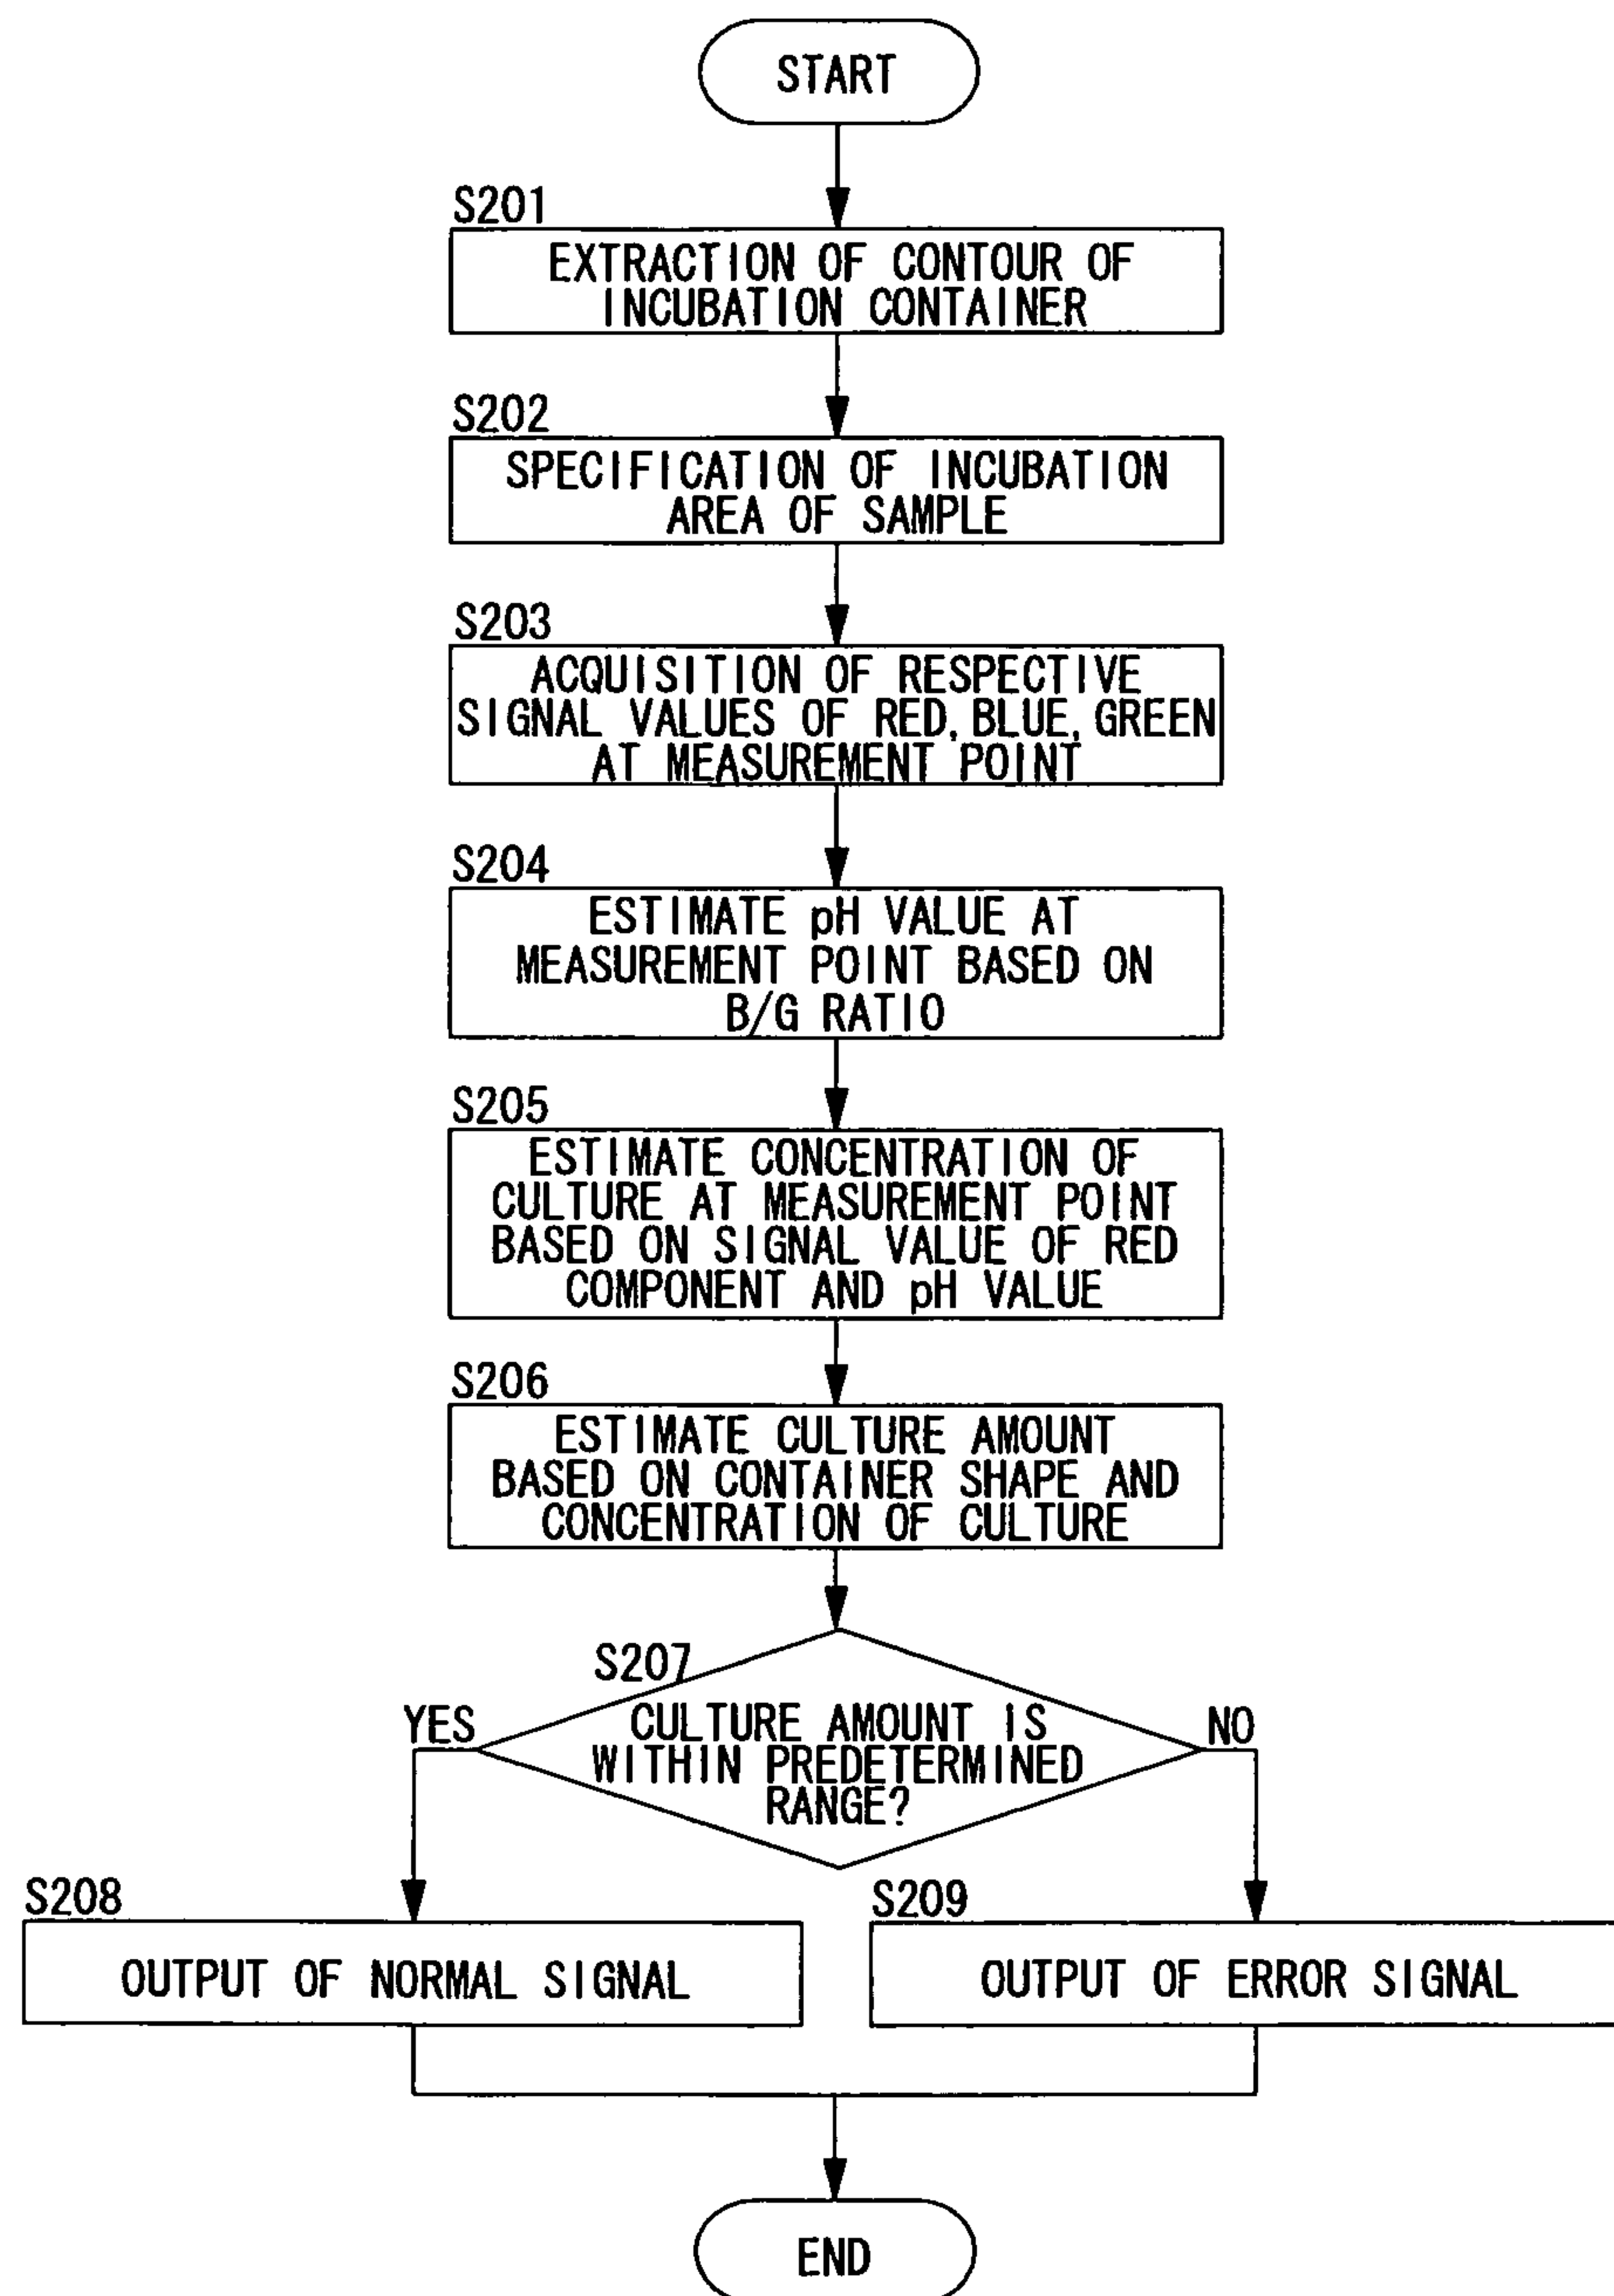 START
S201
EXTRACTION OF CONTOUR OF
INCUBATION CONTAINER
S202
SPECIFICATION OF INCUBATION
AREA OF SAMPLE
S203
ACQUISITION OF RESPECTIVE
SIGNAL VALUES OF RED, BLUE, GREEN
AT MEASUREMENT POINT
S204
ESTIMATE pH VALUE AT
MEASUREMENT POINT BASED ON
B/G RATIO
S205
ESTIMATE CONCENTRATION OF
CULTURE AT MEASUREMENT POINT
BASED ON SIGNAL VALUE OF RED
COMPONENT AND pH VALUE
S206
ESTIMATE CULTURE AMOUNT
BASED ON CONTAINER SHAPE AND
CONCENTRATION OF CULTURE
S207
CULTURE AMOUNT IS
WITHIN PREDETERMINED
RANGE?
YES
NO
S208
OUTPUT OF NORMAL SIGNAL
S209
OUTPUT OF ERROR SIGNAL
END